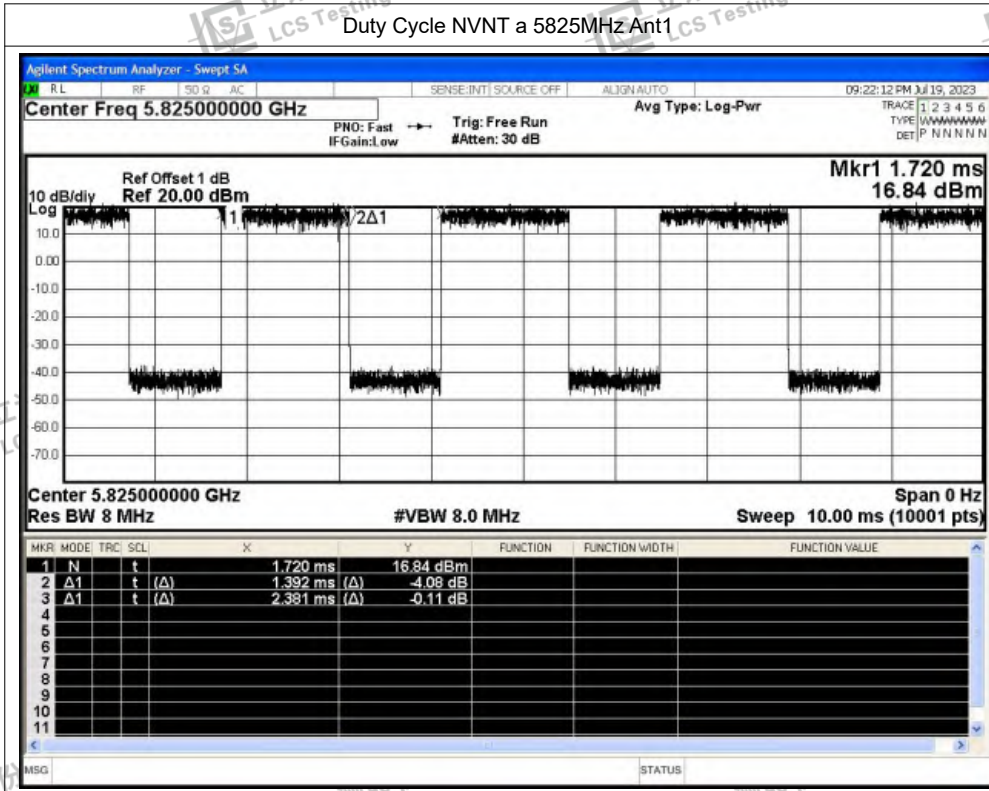 LCS Testing
LCS Testing
Duty Cycle NVNT a 5825MHz Ant1
Agilent Spectrum Analyzer - Swept SA
RL RF 50 Ω AC SENSE:INT SOURCE OFF ALIGN AUTO 09:22:12 PM Jul 19, 2023
Center Freq 5.825000000 GHz Avg Type: Log-Pwr TRACE 1 2 3 4 5 6
PNO: Fast Trig: Free Run TYPE WWWWWW
IFGain:Low #Atten: 30 dB DET P N N N N N
Mkr1 1.720 ms
Ref Offset 1 dB
10 dB/div Ref 20.00 dBm 16.84 dBm
Log
1 2Δ1
10.0
0.00
-10.0
-20.0
-30.0
-40.0
-50.0
-60.0
-70.0
Center 5.825000000 GHz Span 0 Hz
Res BW 8 MHz #VBW 8.0 MHz Sweep 10.00 ms (10001 pts)
MKR MODE TRC SCL X Y FUNCTION FUNCTION WIDTH FUNCTION VALUE
1 N t 1.720 ms 16.84 dBm
2 Δ1 t (Δ) 1.392 ms (Δ) -4.08 dB
3 Δ1 t (Δ) 2.381 ms (Δ) -0.11 dB
4
5
6
7
8
9
10
11
MSG STATUS